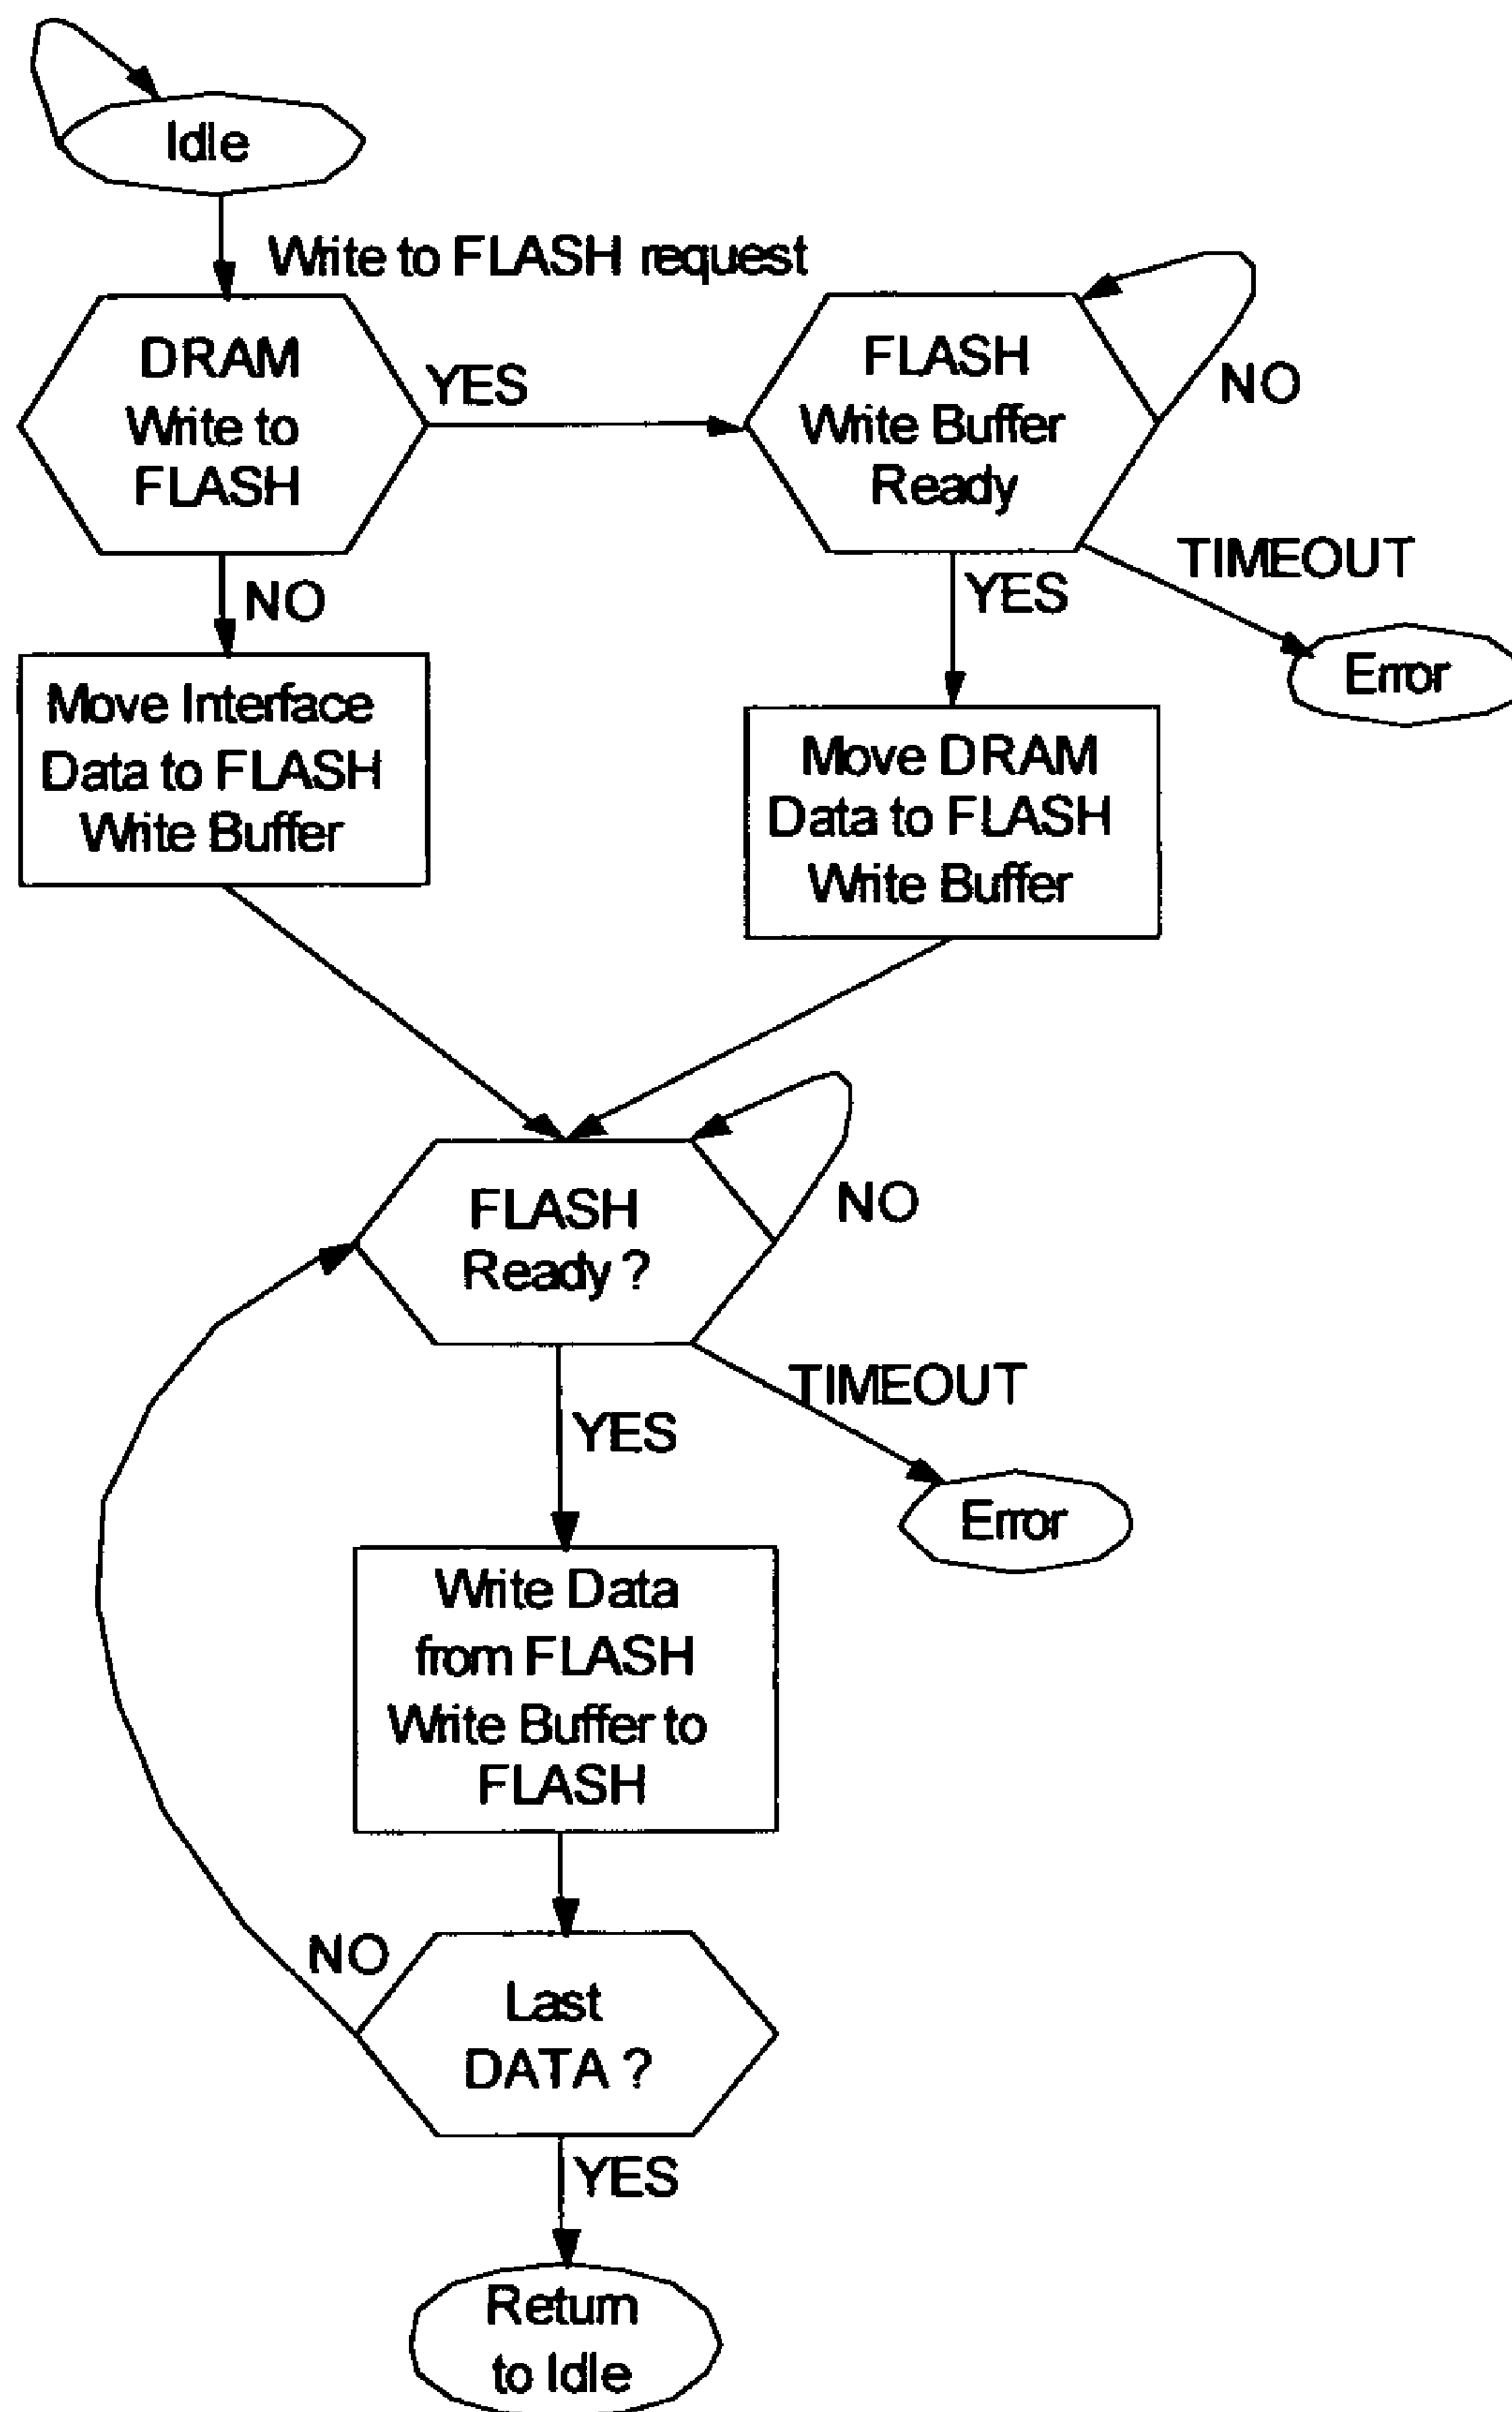 Idle
Write to FLASH request
DRAM
Write to
FLASH
YES
FLASH
Write Buffer
Ready
NO
TIMEOUT
Error
NO
YES
Move Interface
Data to FLASH
Write Buffer
Move DRAM
Data to FLASH
Write Buffer
FLASH
Ready ?
NO
TIMEOUT
Error
YES
Write Data
from FLASH
Write Buffer to
FLASH
NO
Last
DATA ?
YES
Return
to Idle